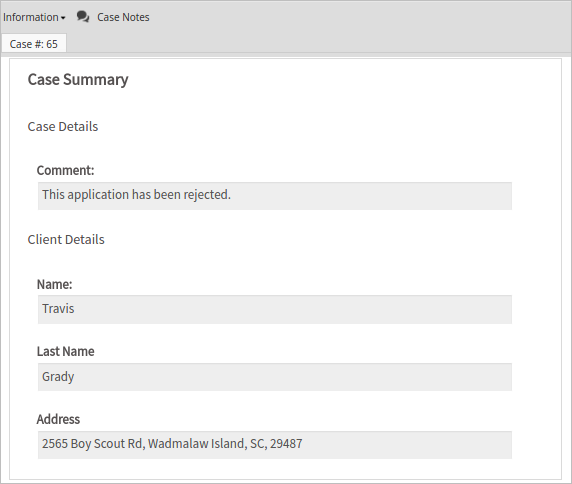 Information Case Notes
Case #: 65
Case Summary
Case Details
Comment:
This application has been rejected.
Client Details
Name:
Travis
Last Name
Grady
Address
2565 Boy Scout Rd, Wadmalaw Island, SC, 29487